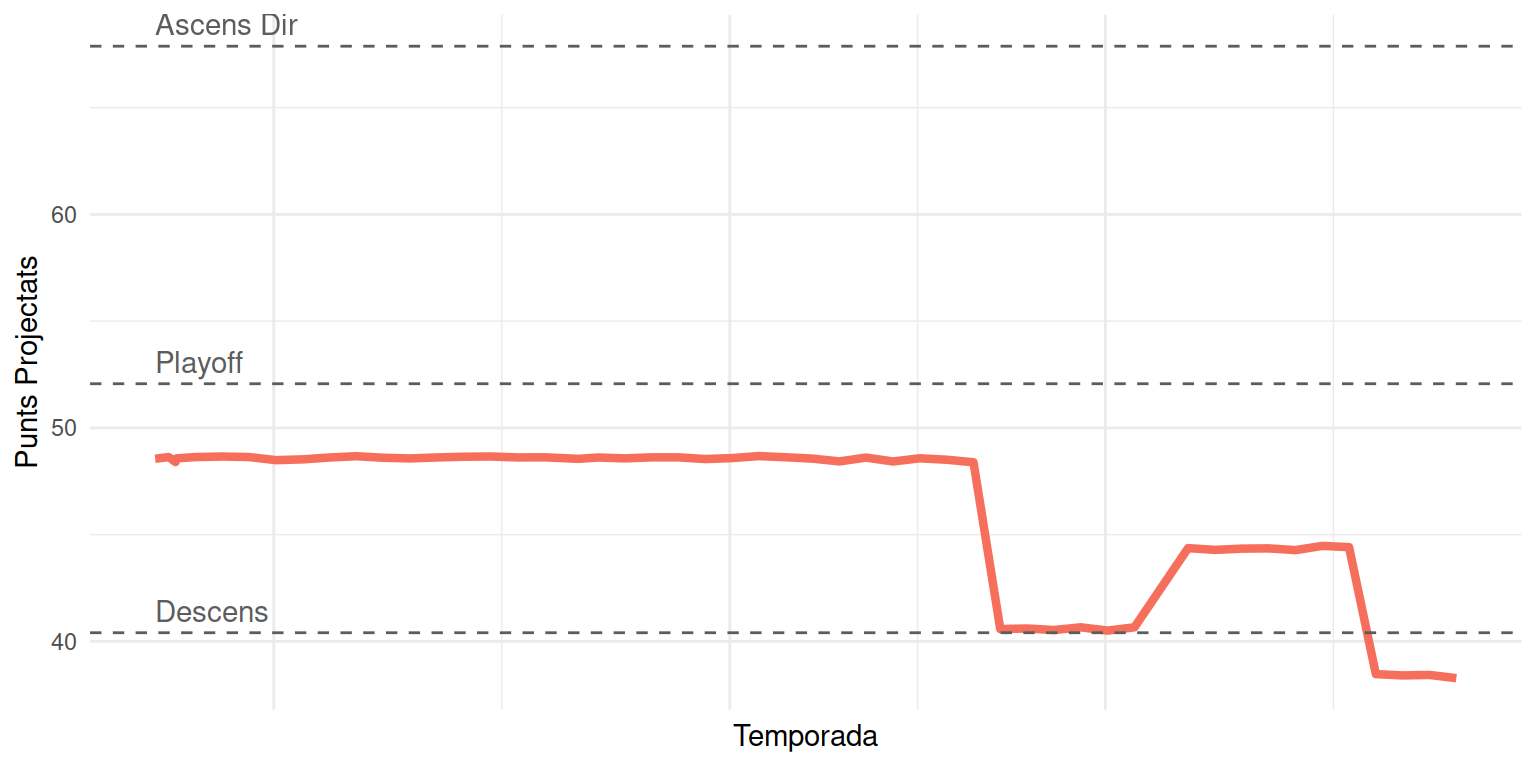 Ascens Dir
60
Playoff
50
Descens
40
Punts Projectats
Temporada